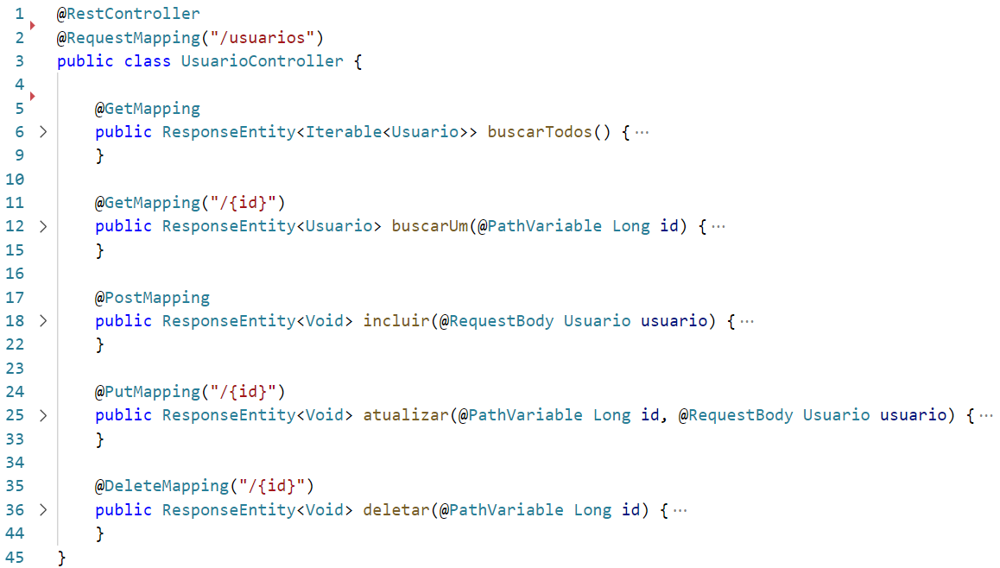 1 @RestController
2 @RequestMapping("/usuarios")
3 public class UsuarioController {
4
5     @GetMapping
6     public ResponseEntity<Iterable<Usuario>> buscarTodos() {···
9     }
10
11     @GetMapping("/{id}")
12     public ResponseEntity<Usuario> buscarUm(@PathVariable Long id) {···
15     }
16
17     @PostMapping
18     public ResponseEntity<Void> incluir(@RequestBody Usuario usuario) {···
22     }
23
24     @PutMapping("/{id}")
25     public ResponseEntity<Void> atualizar(@PathVariable Long id, @RequestBody Usuario usuario) {···
33     }
34
35     @DeleteMapping("/{id}")
36     public ResponseEntity<Void> deletar(@PathVariable Long id) {···
44     }
45 }